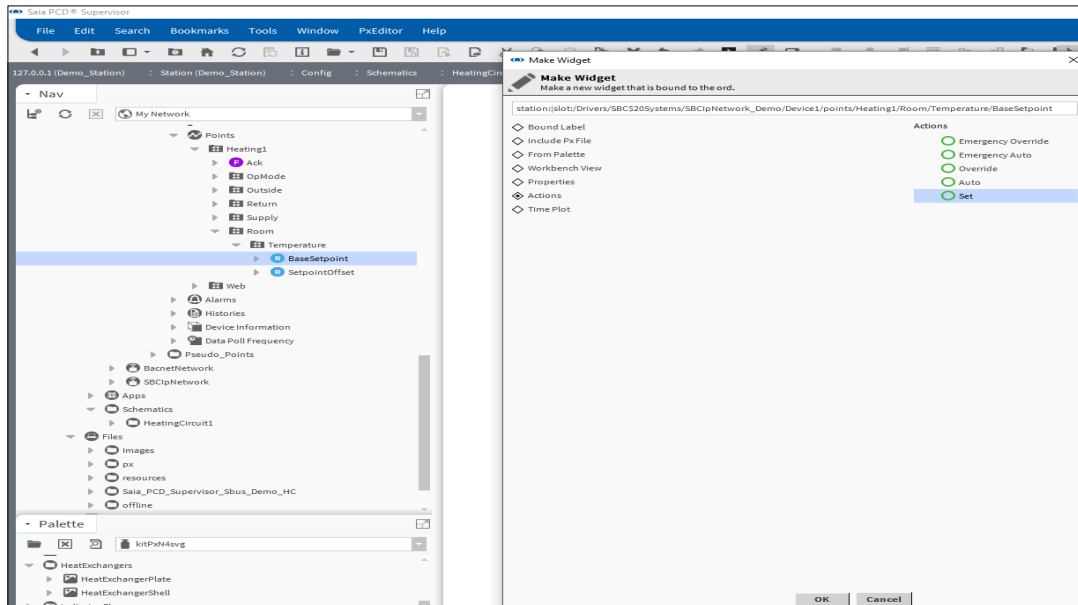 Saia PCD® Supervisor
File Edit Search Bookmarks Tools Window PxEditor Help
127.0.0.1 (Demo_Station) : Station (Demo_Station) : Config : Schematics : HeatingCir
Nav
My Network
Points
Heating1
F Ack
OpMode
Outside
Return
Supply
Room
Temperature
R BaseSetpoint
R SetpointOffset
Web
Alarms
Histories
Device Information
Data Poll Frequency
Pseudo_Points
BacnetNetwork
SBCIpNetwork
Apps
Schematics
HeatingCircuit1
Files
Images
px
resources
Saia_PCD_Supervisor_Sbus_Demo_HC
offline
Palette
kitPxN4svg
HeatExchangers
HeatExchangerPlate
HeatExchangerShell
Make Widget
Make Widget
Make a new widget that is bound to the ord.
station:|slot:/Drivers/SBC$20Systems/SBCIpNetwork_Demo/Device1/points/Heating1/Room/Temperature/BaseSetpoint
Bound Label
Include Px File
From Palette
Workbench View
Properties
Actions
Time Plot
Actions
Emergency Override
Emergency Auto
Override
Auto
Set
OK Cancel